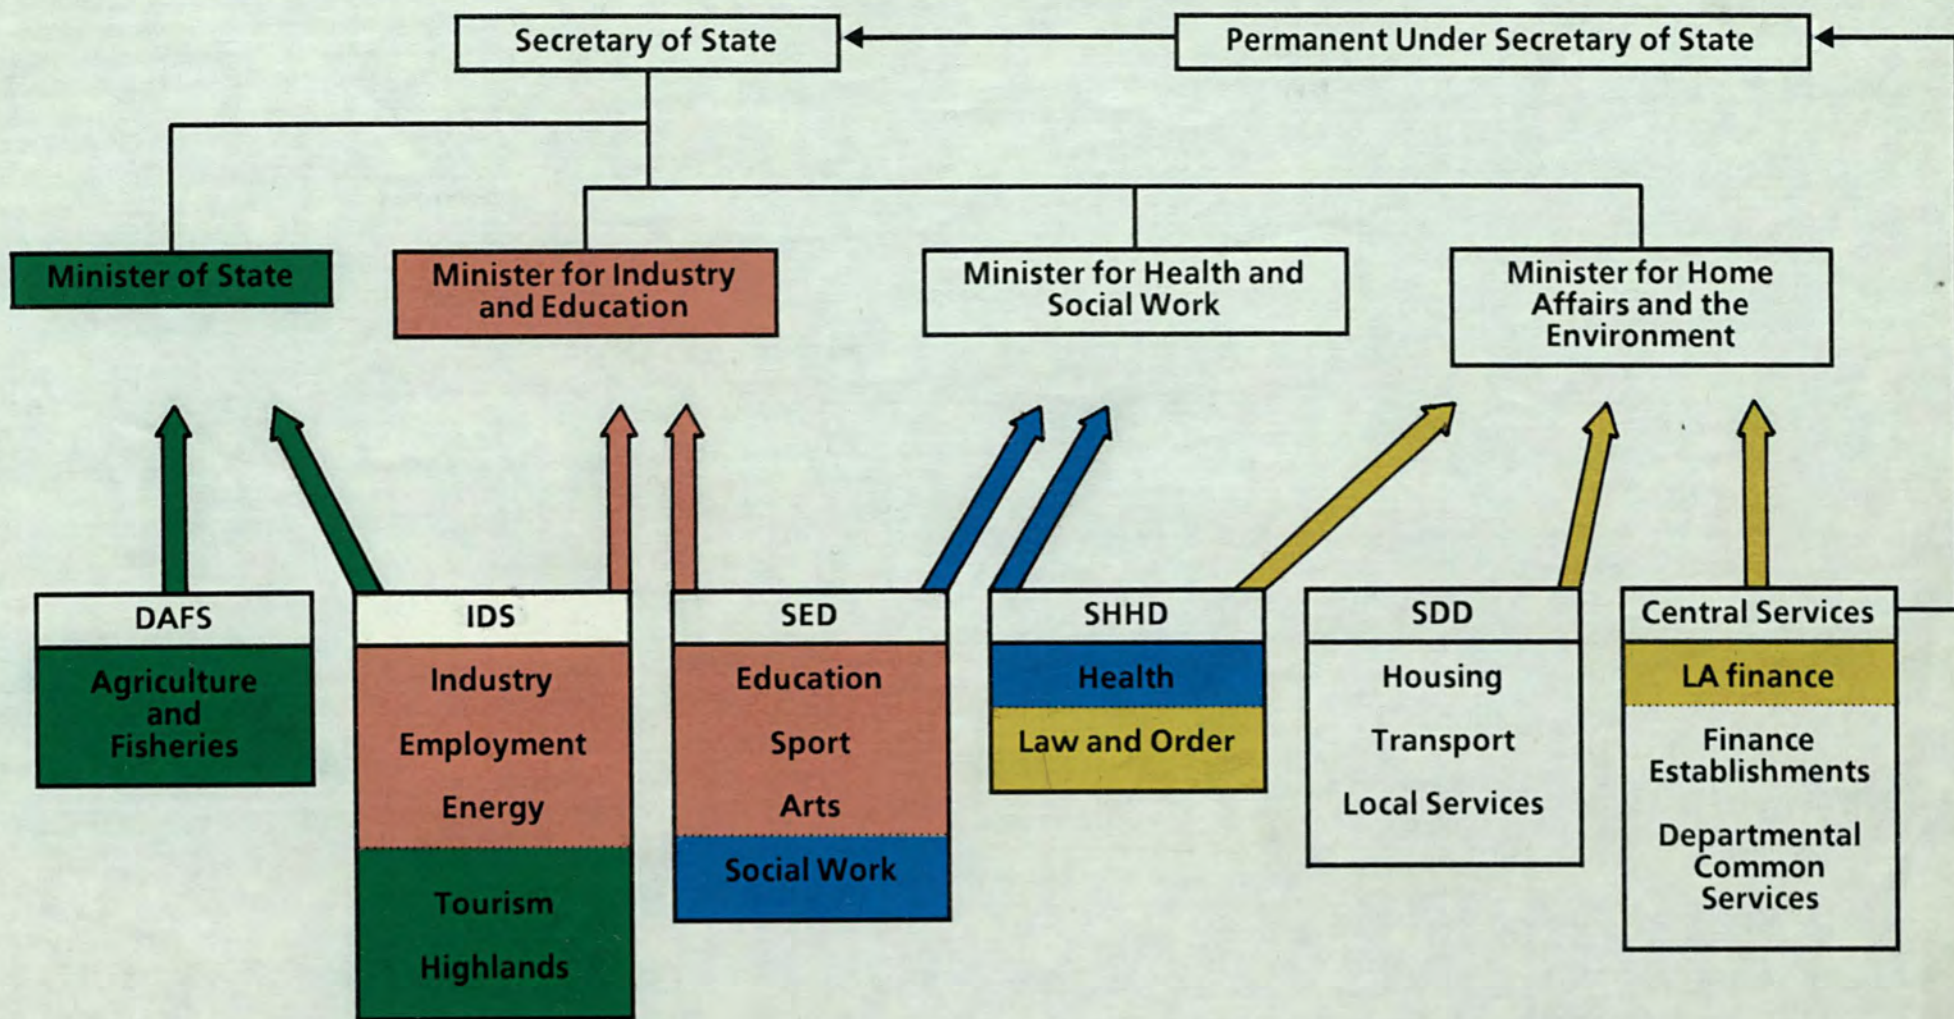 Secretary of State
Permanent Under Secretary of State
Minister of State
Minister for Industry
and Education
Minister for Health and
Social Work
Minister for Home
Affairs and the
Environment
DAFS
Agriculture
and
Fisheries
IDS
Industry
Employment
Energy
Tourism
Highlands
SED
Education
Sport
Arts
Social Work
SHHD
Health
Law and Order
SDD
Housing
Transport
Local Services
Central Services
LA finance
Finance
Establishments
Departmental
Common
Services